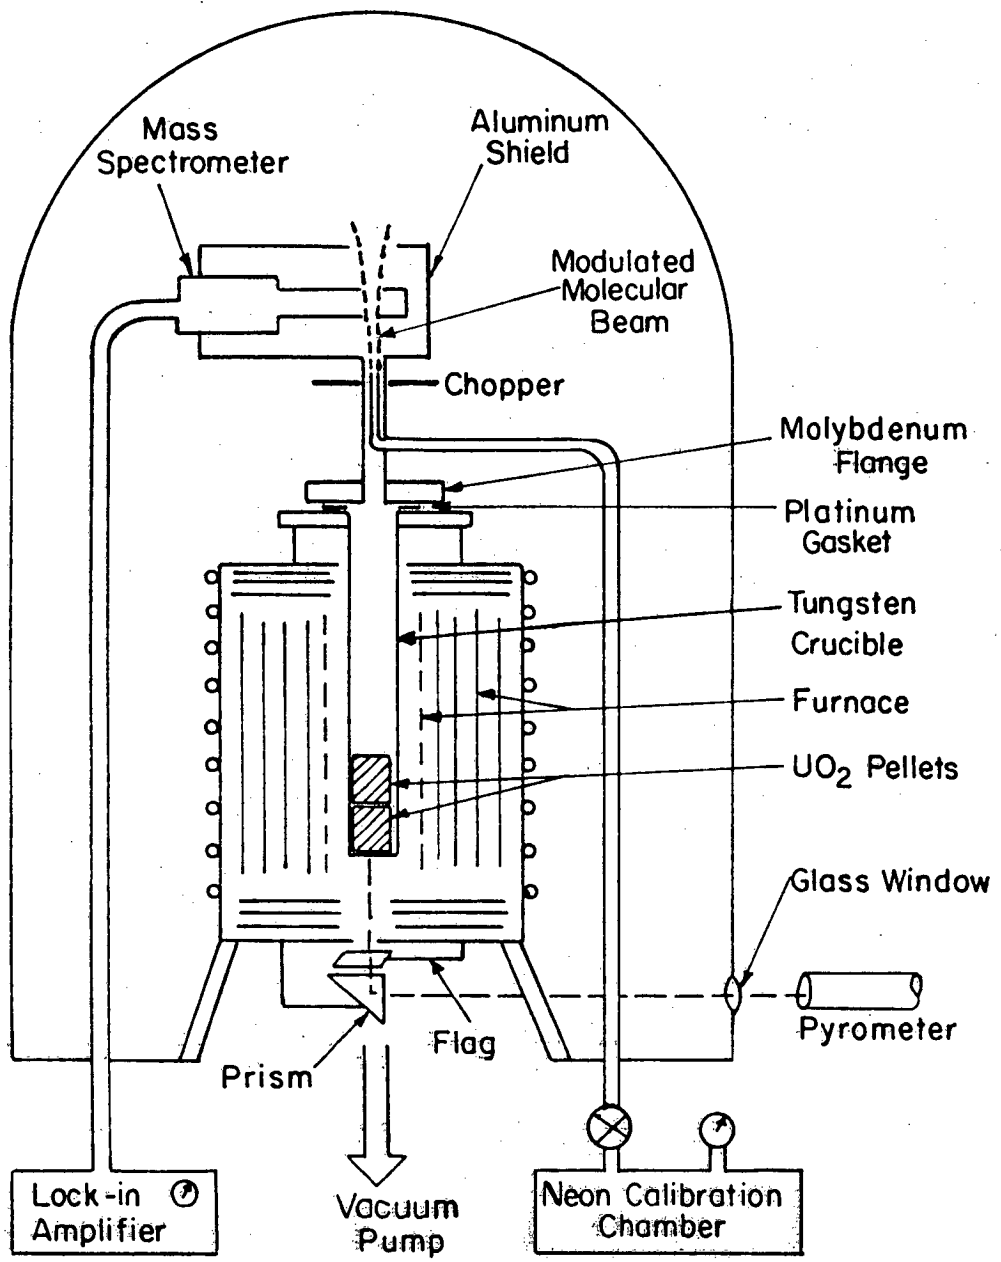 Mass
Spectrometer
Aluminum
Shield
Modulated
Molecular
Beam
Chopper
Molybdenum
Flange
Platinum
Gasket
Tungsten
Crucible
Furnace
UO₂ Pellets
Glass Window
Pyrometer
Flag
Prism
Lock-in
Amplifier
Vacuum
Pump
Neon Calibration
Chamber